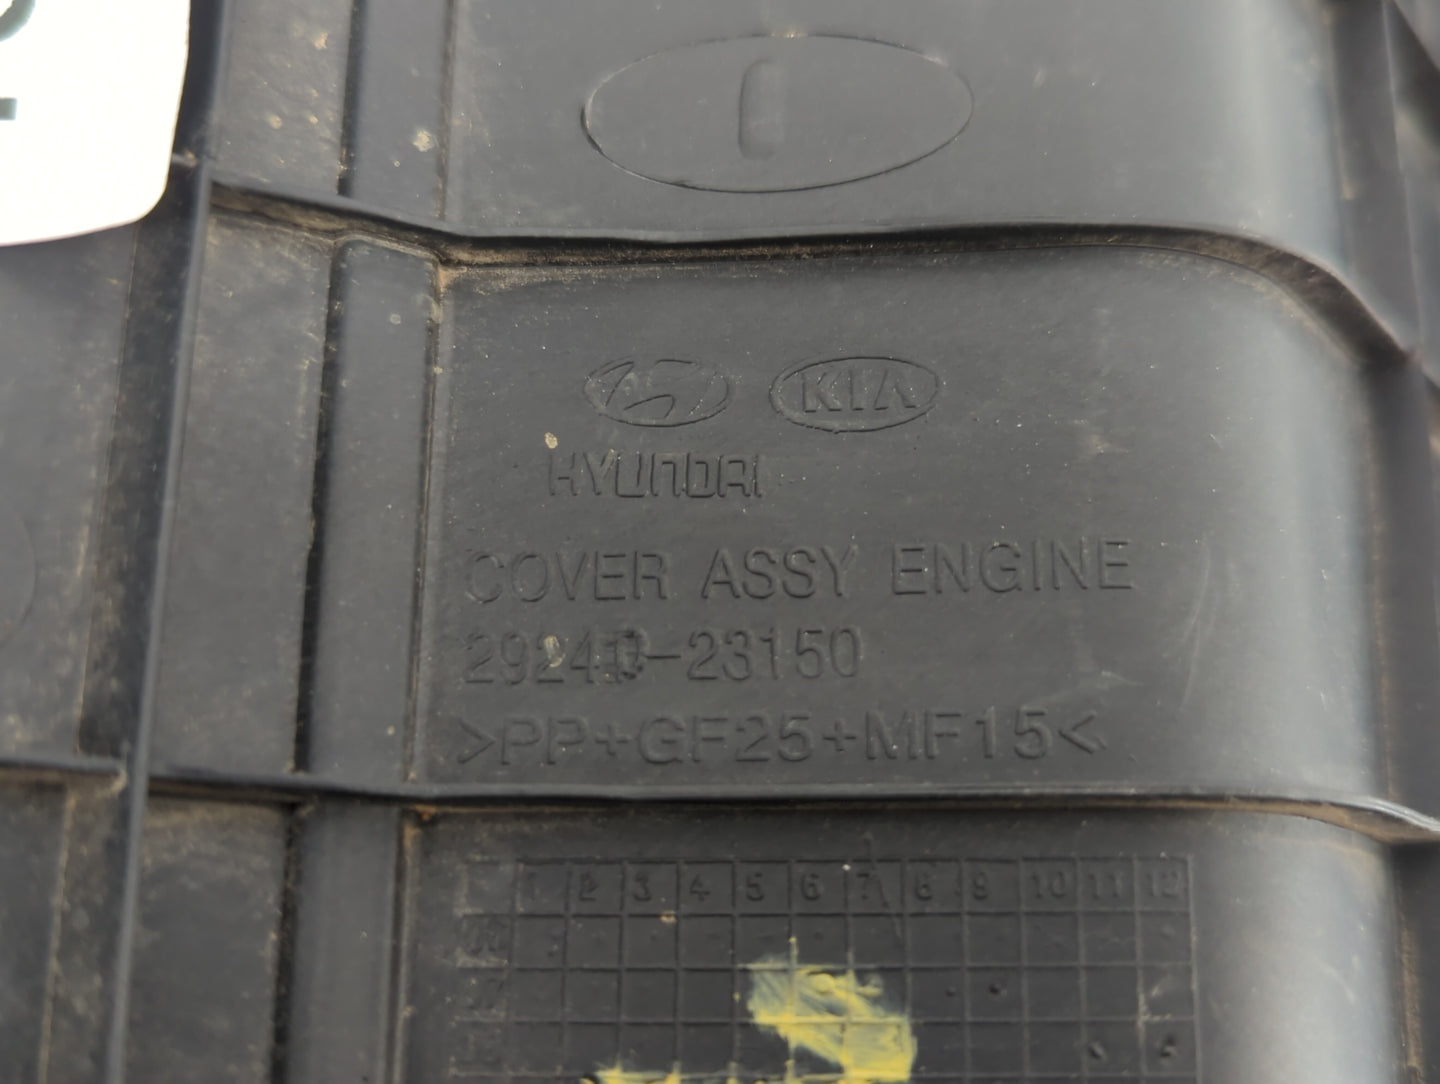 KIA
HYUNDAI
COVER ASSY ENGINE
-23150
>PP+GF25+MF15<
1 2 3 4 5 6 7 8 9 10 11 12